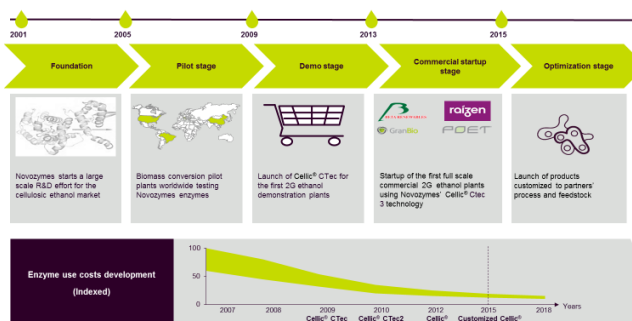 2001 2005 2009 2013 2015
Foundation
Pilot stage
Demo stage
Commercial startup
stage
Optimization stage
Novozymes starts a large
scale R&D effort for the
cellulosic ethanol market
Biomass conversion pilot
plants worldwide testing
Novozymes enzymes
Launch of Cellic® CTec for
the first 2G ethanol
demonstration plants
raízen
GranBio
POET
Startup of the first full scale
commercial 2G ethanol plants
using Novozymes' Cellic® Ctec
3 technology
Launch of products
customized to partners'
process and feedstock
Enzyme use costs development
(Indexed)
100
50
0
2007 2008 2009 2010 2012 2015 2018 Years
Cellic® CTec Cellic® CTec2 Cellic® Customized Cellic®